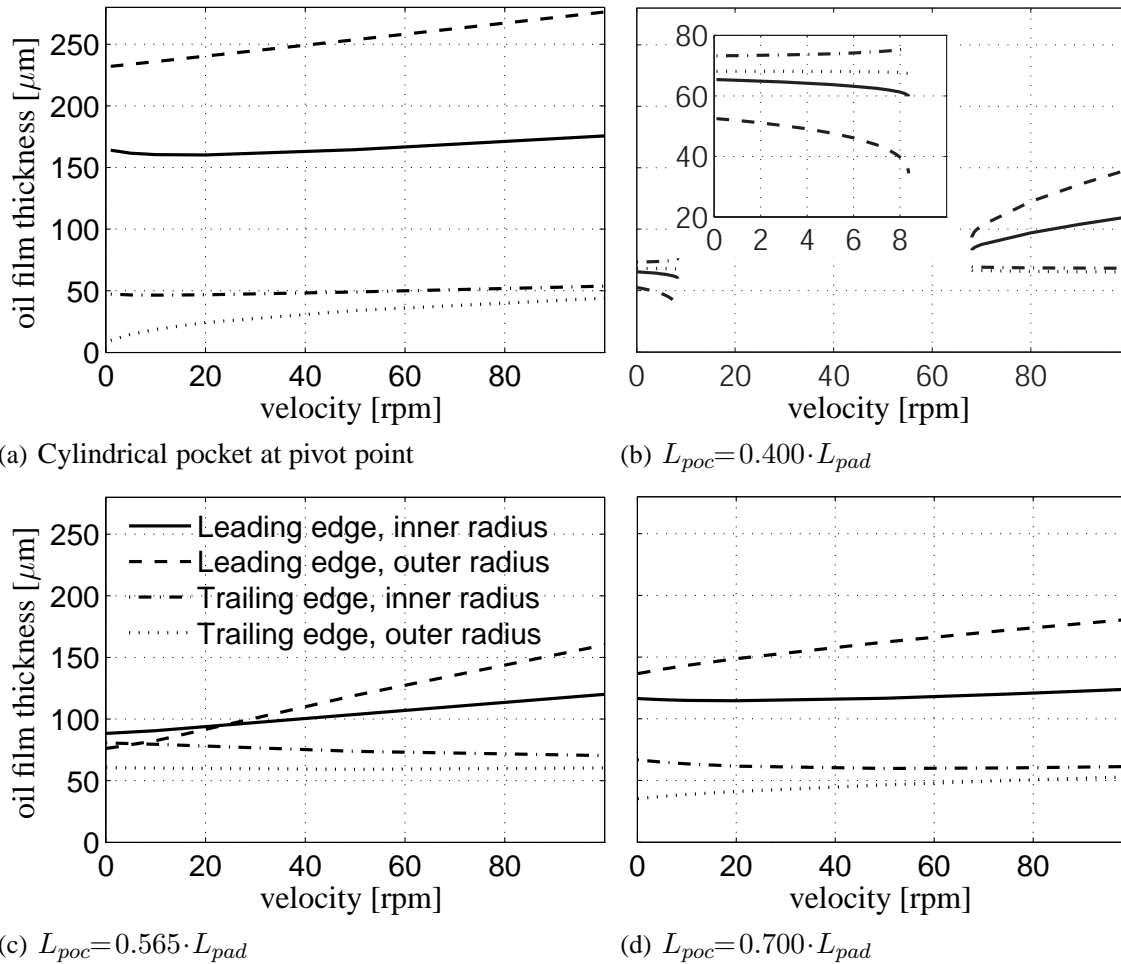 250
200
150
100
50
0
oil film thickness [μm]
0 20 40 60 80
velocity [rpm]
(a) Cylindrical pocket at pivot point
80
60
40
20
0 2 4 6 8
0 20 40 60 80
velocity [rpm]
(b) L_poc=0.400·L_pad
250
200
150
100
50
0
oil film thickness [μm]
Leading edge, inner radius
Leading edge, outer radius
Trailing edge, inner radius
Trailing edge, outer radius
0 20 40 60 80
velocity [rpm]
(c) L_poc=0.565·L_pad
0 20 40 60 80
velocity [rpm]
(d) L_poc=0.700·L_pad